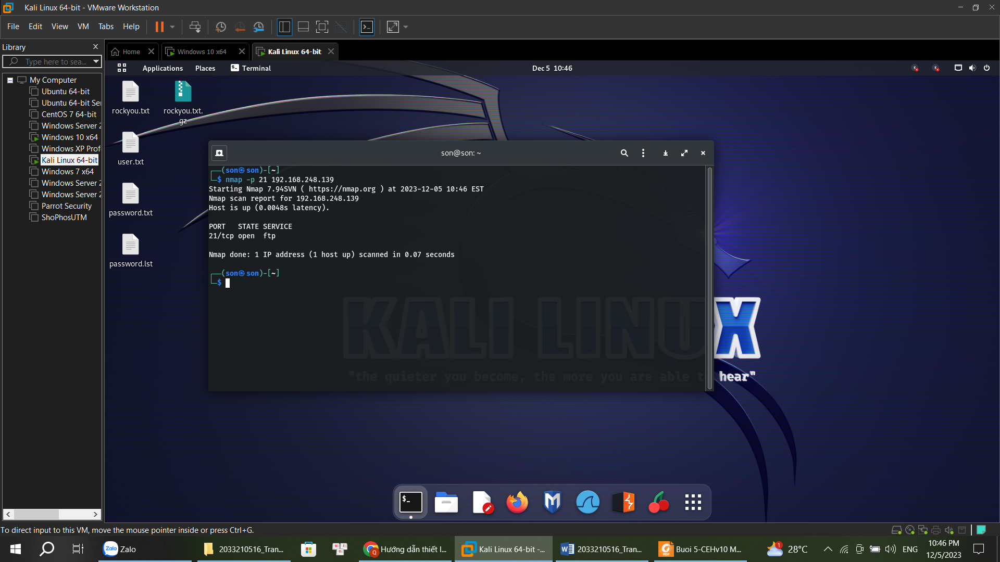 Kali Linux 64-bit - VMware Workstation
File Edit View VM Tabs Help
Library
Type here to sea...
My Computer
Ubuntu 64-bit
Ubuntu 64-bit Ser
CentOS 7 64-bit
Windows Server 2
Windows 10 x64
Windows XP Prof
Kali Linux 64-bit
Windows 7 x64
Windows Server 2
Windows Server 2
Parrot Security
ShoPhosUTM
Home
Windows 10 x64
Kali Linux 64-bit
Applications Places Terminal
Dec 5 10:46
rockyou.txt
rockyou.txt.
gz
user.txt
password.txt
password.lst
son@son: ~
┌──(son㉿son)-[~]
└─$ nmap -p 21 192.168.248.139
Starting Nmap 7.94SVN ( https://nmap.org ) at 2023-12-05 10:46 EST
Nmap scan report for 192.168.248.139
Host is up (0.0048s latency).
PORT   STATE SERVICE
21/tcp open  ftp
Nmap done: 1 IP address (1 host up) scanned in 0.07 seconds
┌──(son㉿son)-[~]
└─$
KALI LINUX
"the quieter you become, the more you are able to hear"
To direct input to this VM, move the mouse pointer inside or press Ctrl+G.
Zalo
Zalo
2033210516_Tran...
Hướng dẫn thiết l...
Kali Linux 64-bit -...
2033210516_Tran...
Buoi 5-CEHv10 M...
1
28°C
ENG
10:46 PM
12/5/2023